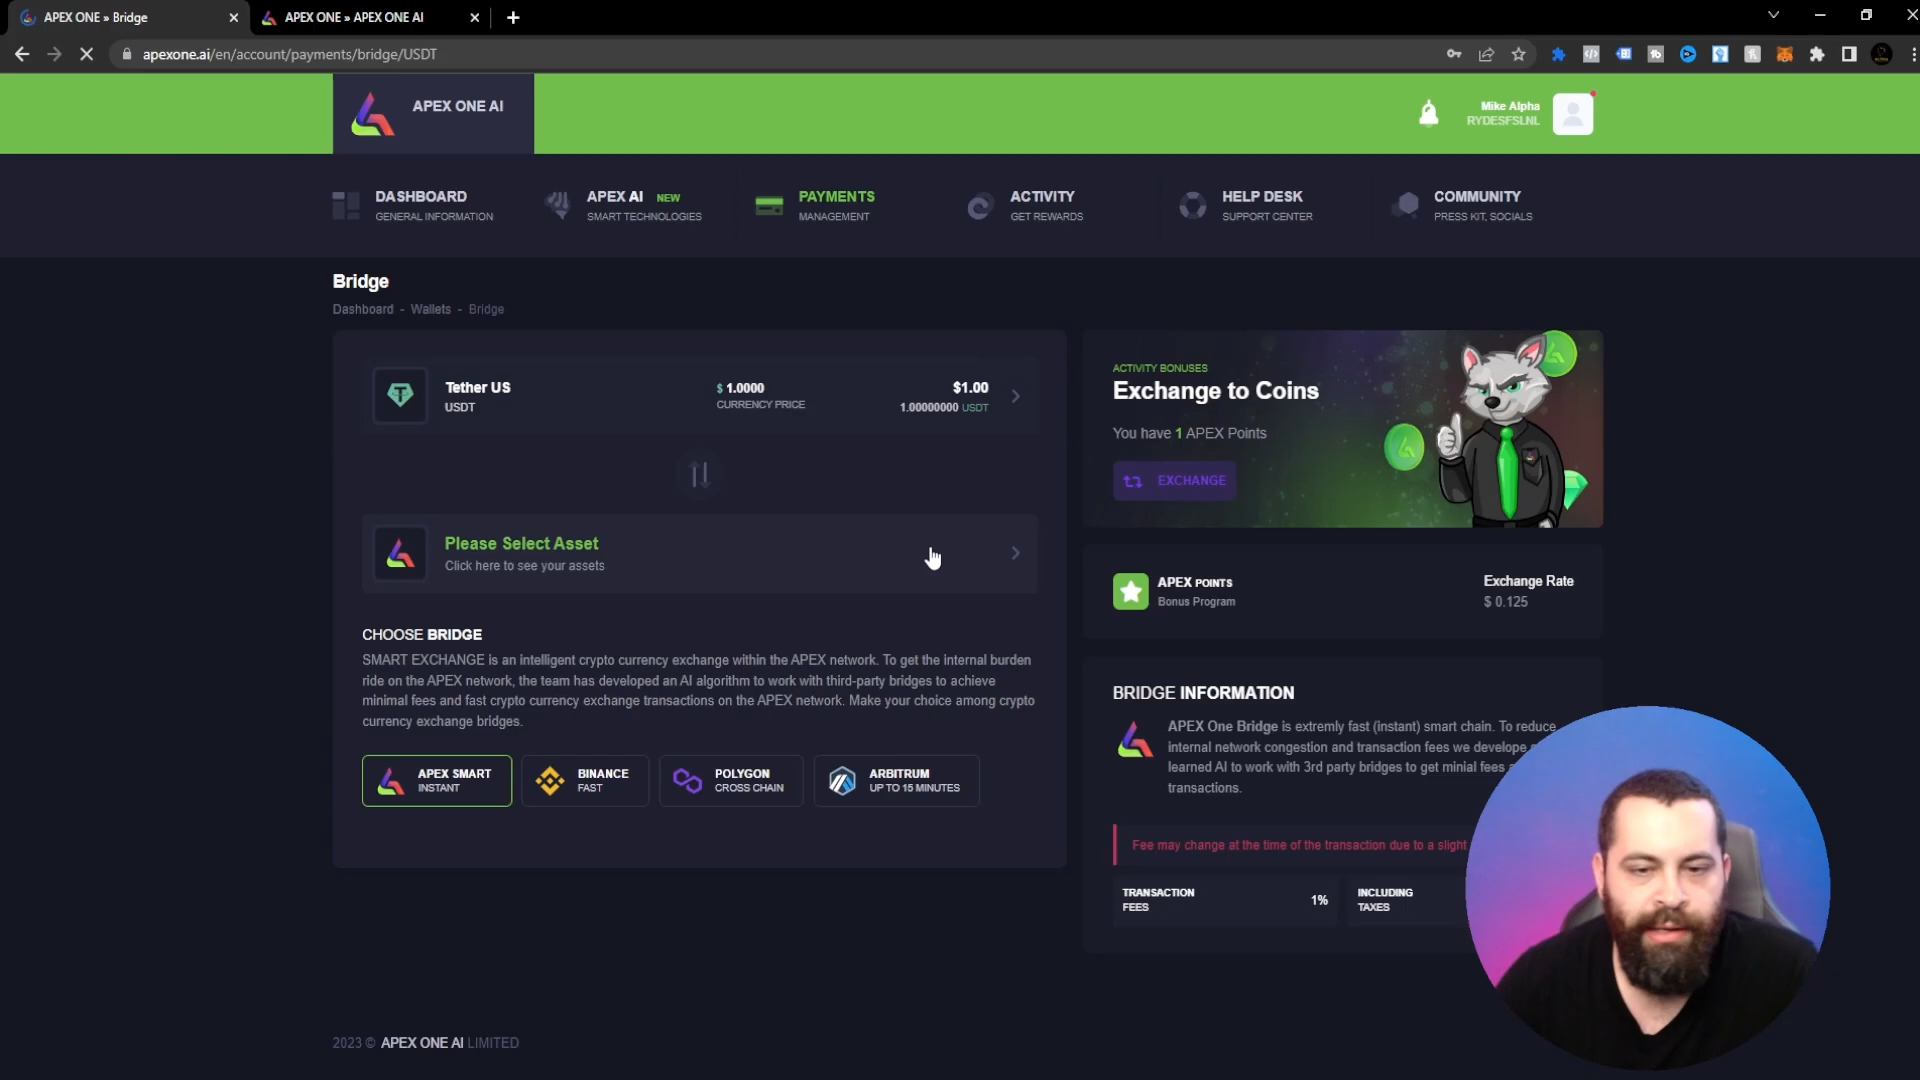 APEX ONE » Bridge
APEX ONE » APEX ONE AI
apexone.ai/en/account/payments/bridge/USDT
APEX ONE AI
Mike Alpha
RYDESFSLNL
DASHBOARD
GENERAL INFORMATION
APEX AI NEW
SMART TECHNOLOGIES
PAYMENTS
MANAGEMENT
ACTIVITY
GET REWARDS
HELP DESK
SUPPORT CENTER
COMMUNITY
PRESS KIT, SOCIALS
Bridge
Dashboard - Wallets - Bridge
Tether US
USDT
$ 1.0000
CURRENCY PRICE
$1.00
1.00000000 USDT
Please Select Asset
Click here to see your assets
CHOOSE BRIDGE
SMART EXCHANGE is an intelligent crypto currency exchange within the APEX network. To get the internal burden
ride on the APEX network, the team has developed an AI algorithm to work with third-party bridges to achieve
minimal fees and fast crypto currency exchange transactions on the APEX network. Make your choice among crypto
currency exchange bridges.
APEX SMART
INSTANT
BINANCE
FAST
POLYGON
CROSS CHAIN
ARBITRUM
UP TO 15 MINUTES
ACTIVITY BONUSES
Exchange to Coins
You have 1 APEX Points
EXCHANGE
APEX POINTS
Bonus Program
Exchange Rate
$ 0.125
BRIDGE INFORMATION
APEX One Bridge is extremly fast (instant) smart chain. To reduce
internal network congestion and transaction fees we develope
learned AI to work with 3rd party bridges to get minial fees
transactions.
Fee may change at the time of the transaction due to a slight
TRANSACTION
FEES
1%
INCLUDING
TAXES
2023 © APEX ONE AI LIMITED